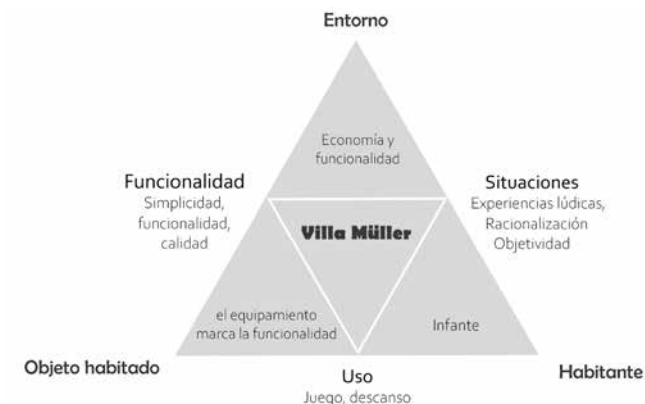 Entorno
Economía y
funcionalidad
Funcionalidad
Simplicidad,
funcionalidad,
calidad
Situaciones
Experiencias lúdicas,
Racionalización
Objetividad
Villa Müller
el equipamiento
marca la funcionalidad
Infante
Objeto habitado
Uso
Juego, descanso
Habitante